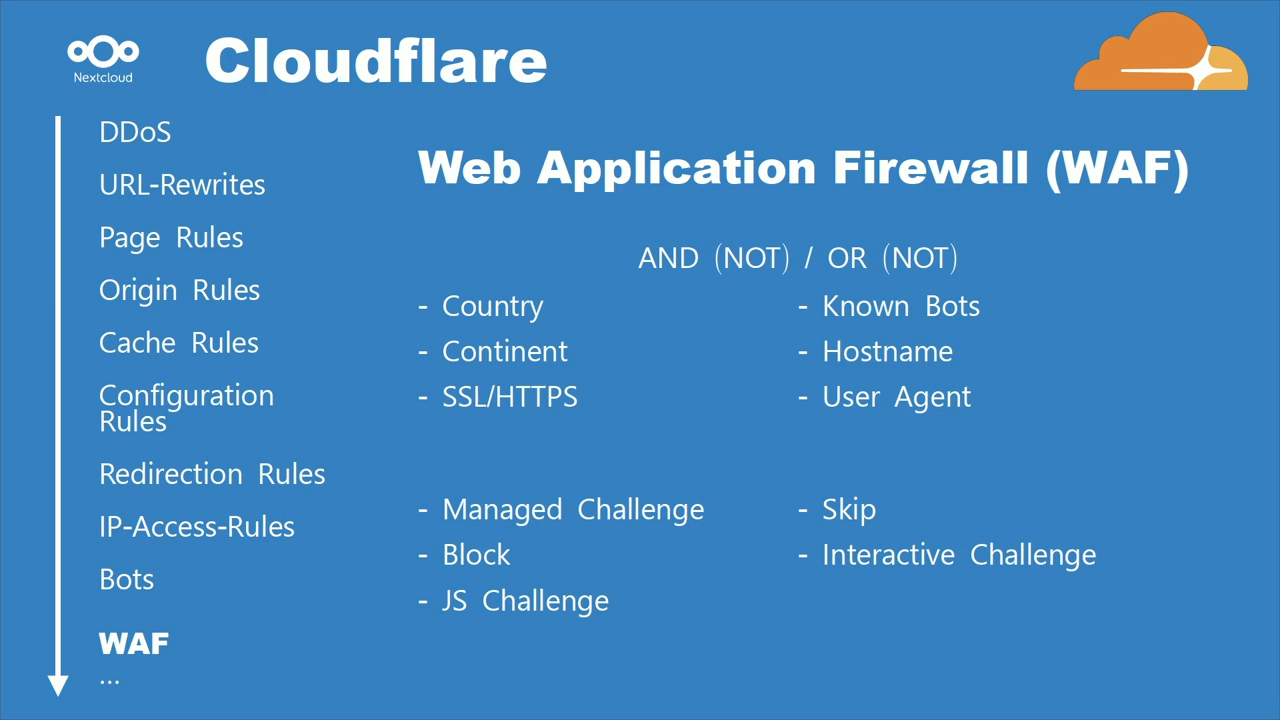 Nextcloud
Cloudflare
DDoS
URL-Rewrites
Page Rules
Origin Rules
Cache Rules
Configuration
Rules
Redirection Rules
IP-Access-Rules
Bots
WAF
...
Web Application Firewall (WAF)
AND (NOT) / OR (NOT)
- Country
- Continent
- SSL/HTTPS
- Known Bots
- Hostname
- User Agent
- Managed Challenge
- Block
- JS Challenge
- Skip
- Interactive Challenge